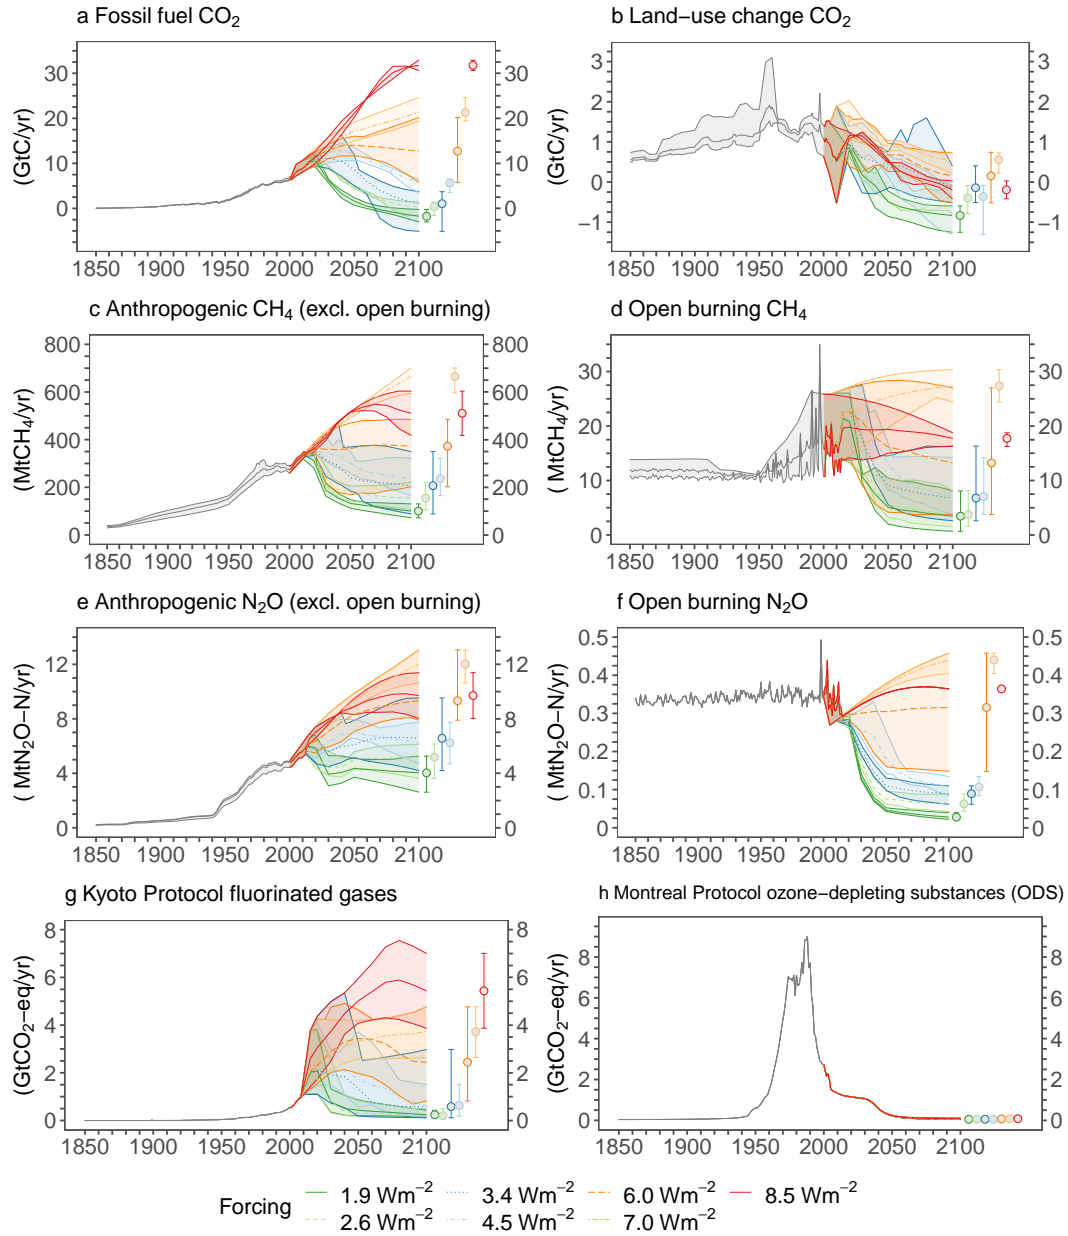 a Fossil fuel CO₂
b Land−use change CO₂
(GtC/yr)
30
20
10
0
30
20
10
0
1850 1900 1950 2000 2050 2100
(GtC/yr)
3
2
1
0
−1
3
2
1
0
−1
1850 1900 1950 2000 2050 2100
c Anthropogenic CH₄ (excl. open burning)
d Open burning CH₄
(MtCH₄/yr)
800
600
400
200
0
800
600
400
200
0
1850 1900 1950 2000 2050 2100
( MtCH₄/yr)
30
20
10
0
30
20
10
0
1850 1900 1950 2000 2050 2100
e Anthropogenic N₂O (excl. open burning)
f Open burning N₂O
( MtN₂O−N/yr)
12
8
4
0
12
8
4
0
1850 1900 1950 2000 2050 2100
( MtN₂O−N/yr)
0.5
0.4
0.3
0.2
0.1
0
0.5
0.4
0.3
0.2
0.1
0
1850 1900 1950 2000 2050 2100
g Kyoto Protocol fluorinated gases
h Montreal Protocol ozone−depleting substances (ODS)
(GtCO₂−eq/yr)
8
6
4
2
0
8
6
4
2
0
1850 1900 1950 2000 2050 2100
(GtCO₂−eq/yr)
8
6
4
2
0
8
6
4
2
0
1850 1900 1950 2000 2050 2100
Forcing
1.9 Wm⁻² 3.4 Wm⁻² 6.0 Wm⁻² 8.5 Wm⁻²
2.6 Wm⁻² 4.5 Wm⁻² 7.0 Wm⁻²